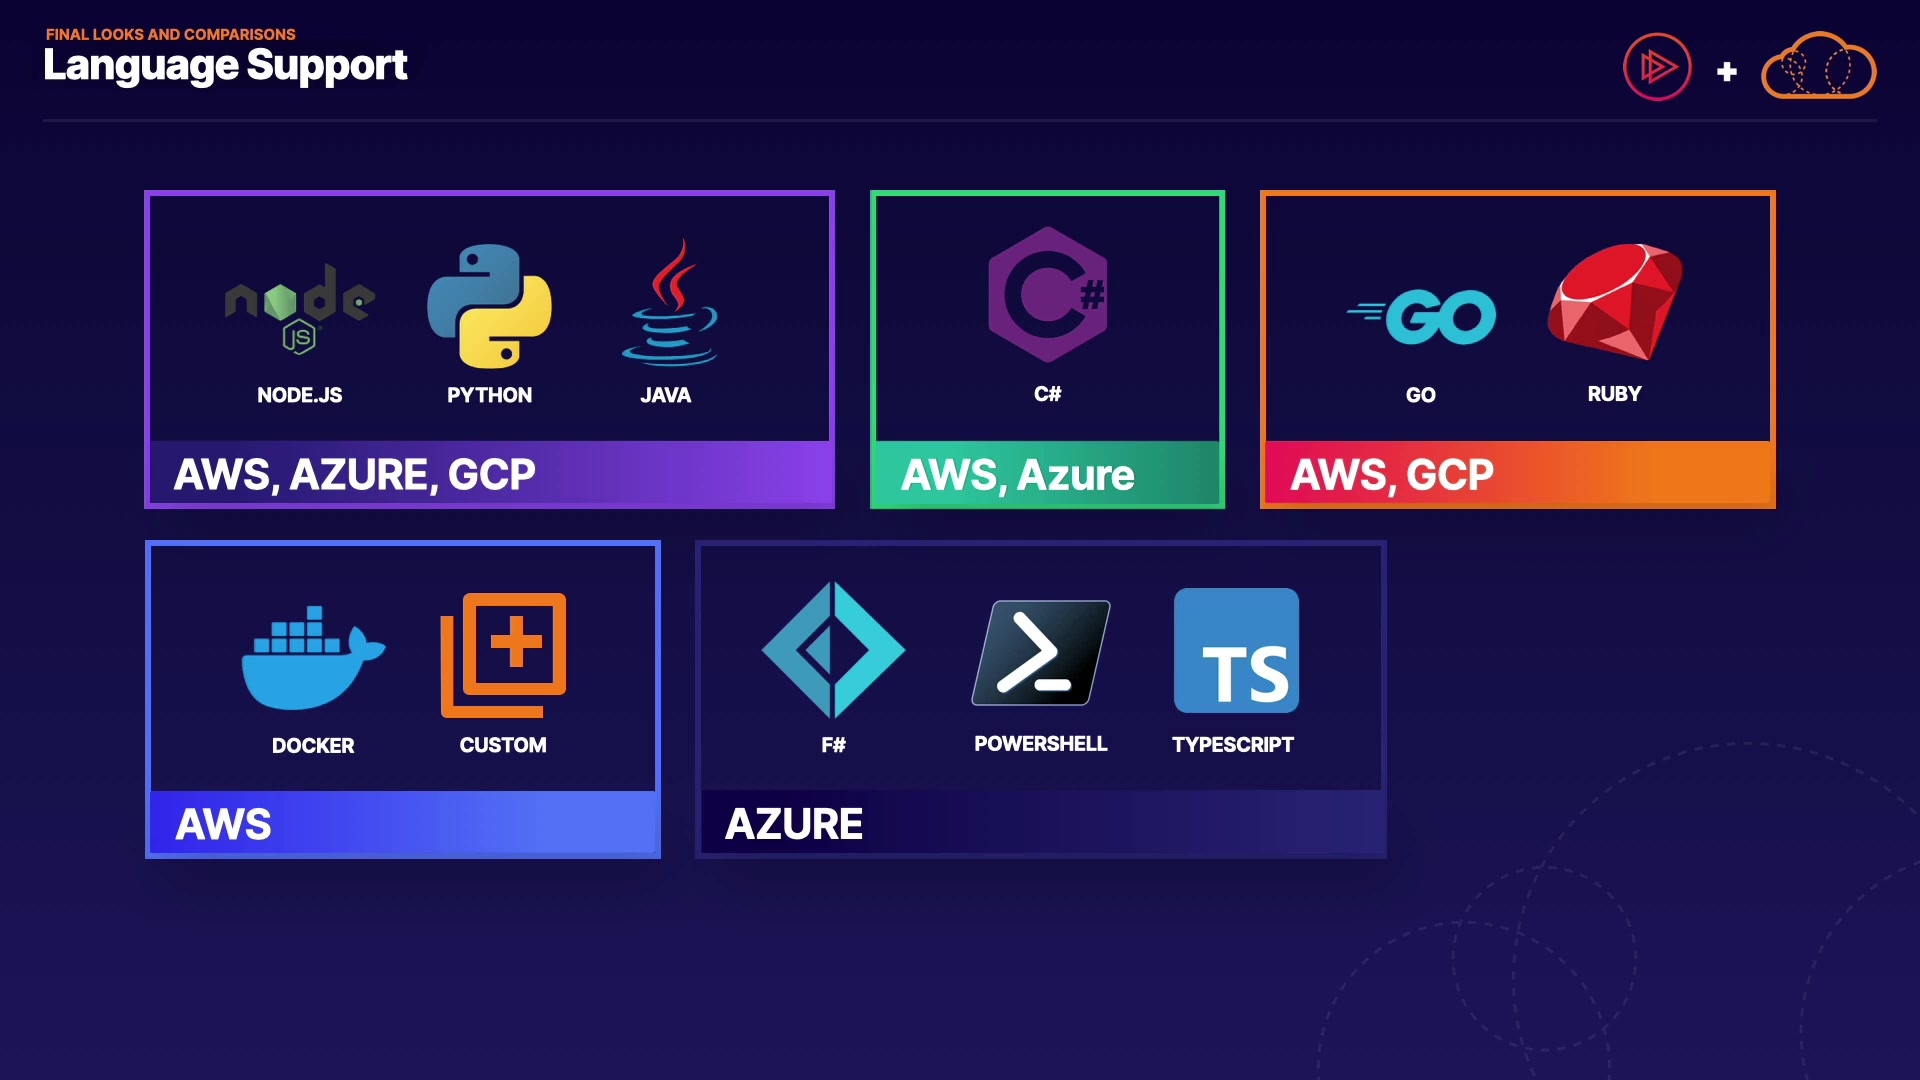 FINAL LOOKS AND COMPARISONS
Language Support
+
node
JS
NODE.JS
PYTHON
JAVA
AWS, AZURE, GCP
C#
C#
AWS, Azure
GO
GO
RUBY
AWS, GCP
DOCKER
CUSTOM
AWS
F#
POWERSHELL
TS
TYPESCRIPT
AZURE